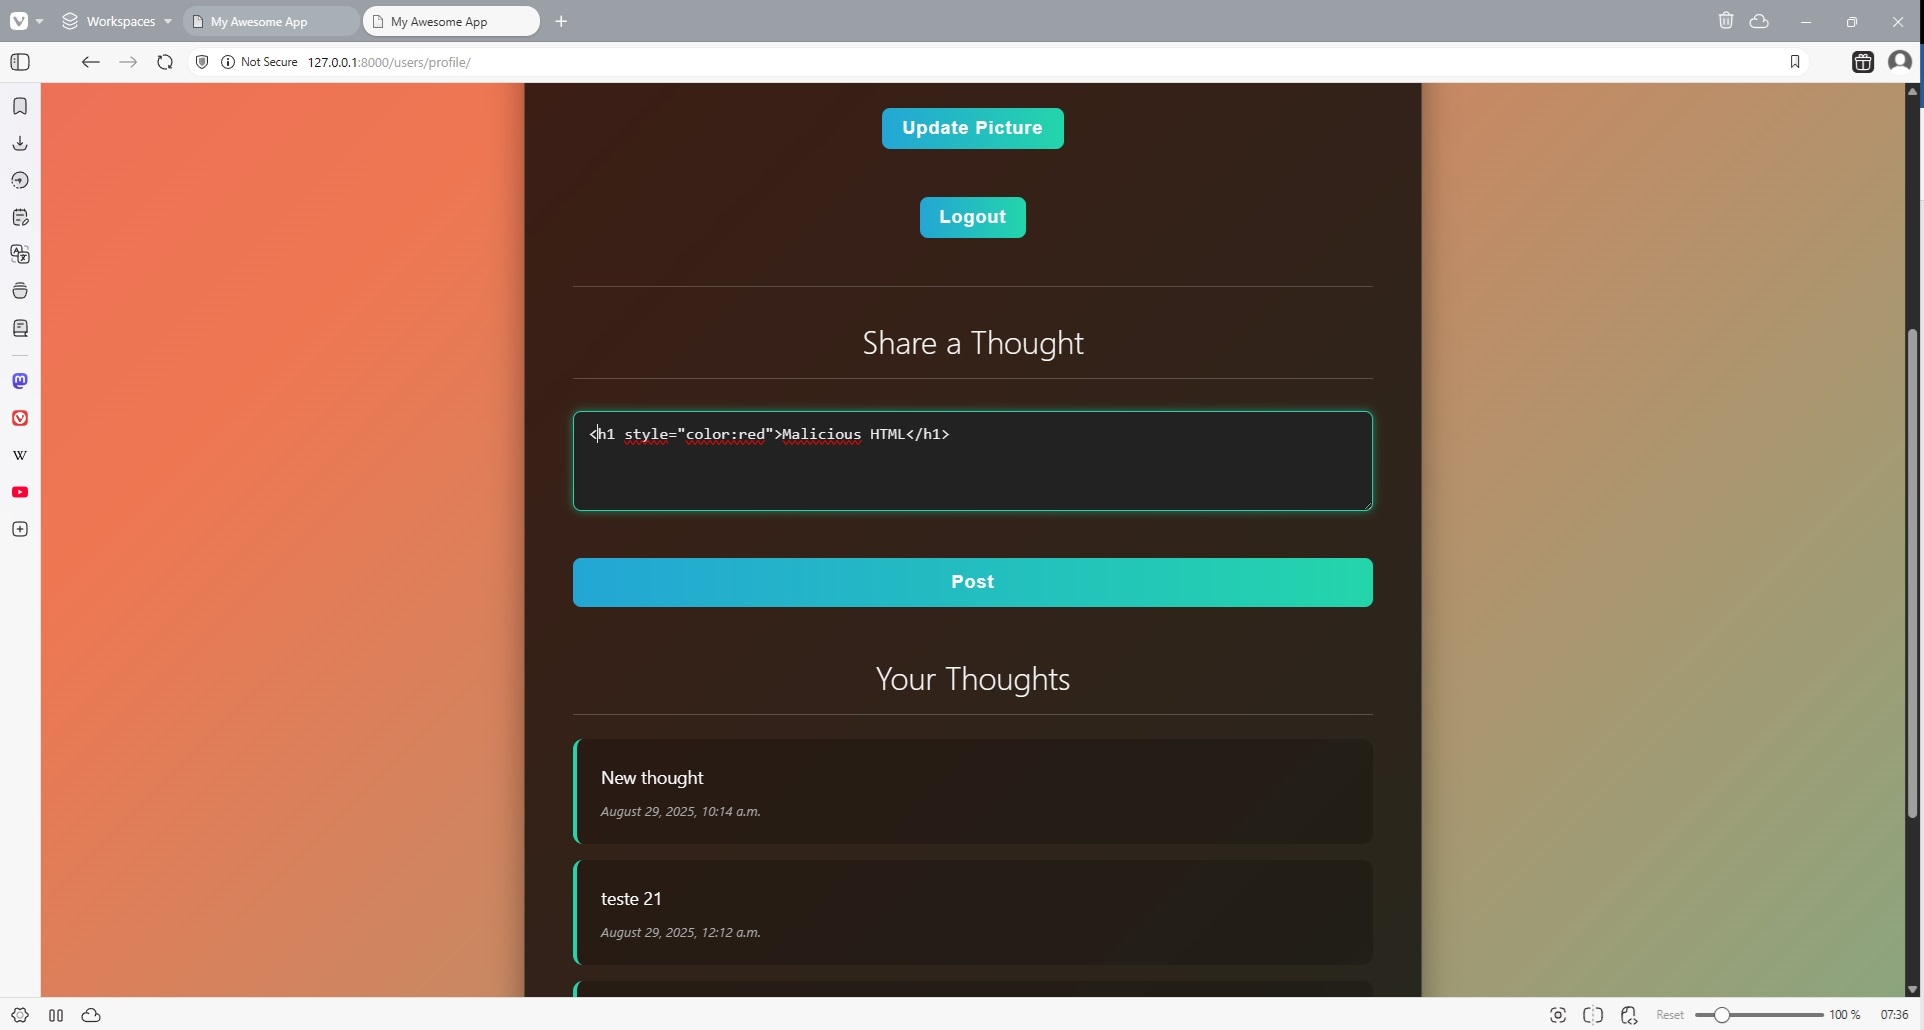 Workspaces
My Awesome App
My Awesome App
Not Secure 127.0.0.1:8000/users/profile/
Update Picture
Logout
Share a Thought
<h1 style="color:red">Malicious HTML</h1>
Post
Your Thoughts
New thought
August 29, 2025, 10:14 a.m.
teste 21
August 29, 2025, 12:12 a.m.
W
Reset
100 %
07:36